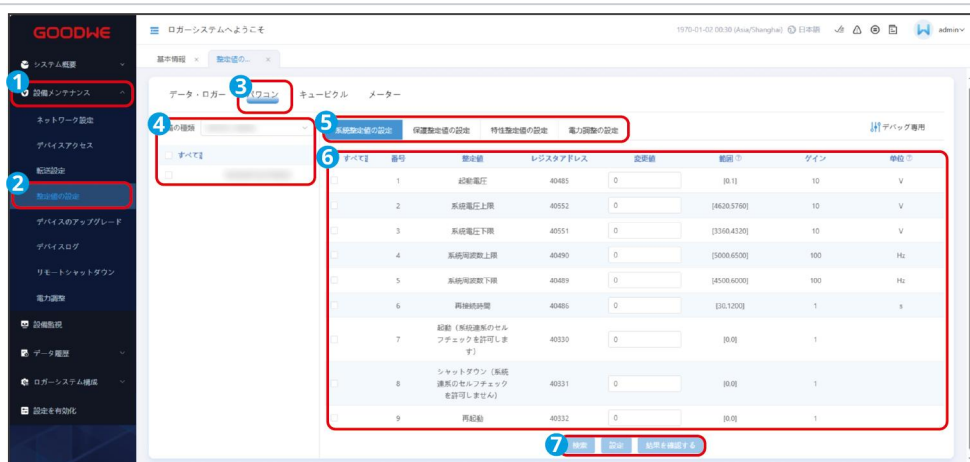 GOODWE
ロガーシステムへようこそ
1970-01-02 00:30 (Asia/Shanghai) 日本語 admin
システム概要
基本情報 × 整定値の... ×
1 設備メンテナンス
データ・ロガー 3 パワコン キュービクル メーター
ネットワーク設定
4 の種類
5 系統整定値の設定 保護整定値の設定 特性整定値の設定 電力調整の設定 デバッグ専用
デバイスアクセス
すべて
6 すべて 番号 整定値 レジスタアドレス 変更値 範囲 ゲイン 単位
転送設定
1 起動電圧 40485 0 [0.1] 10 V
2 整定値の設定
2 系統電圧上限 40552 0 [4620.5760] 10 V
デバイスのアップグレード
3 系統電圧下限 40551 0 [3360.4320] 10 V
デバイスログ
4 系統周波数上限 40490 0 [5000.6500] 100 Hz
リモートシャットダウン
5 系統周波数下限 40489 0 [4500.6000] 100 Hz
電力調整
6 再接続時間 40486 0 [30.1200] 1 s
設備監視
7 起動（系統連系のセル
フチェックを許可しま
す） 40330 0 [0.0] 1
データ履歴
ロガーシステム構成
8 シャットダウン（系統
連系のセルフチェック
を許可しません） 40331 0 [0.0] 1
設定を有効化
9 再起動 40332 0 [0.0] 1
7 検索 設定 結果を確認する